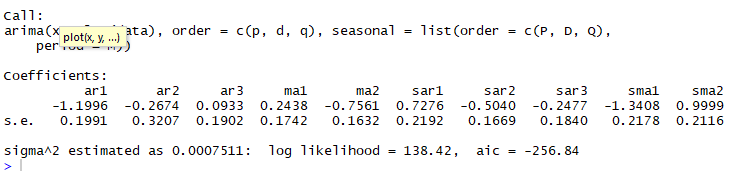 Call:
arima(x ata), order = c(p, d, q), seasonal = list(order = c(P, D, Q),
plot(x, y, ...)
per
Coefficients:
ar1 ar2 ar3 ma1 ma2 sar1 sar2 sar3 sma1 sma2
-1.1996 -0.2674 0.0933 0.2438 -0.7561 0.7276 -0.5040 -0.2477 -1.3408 0.9999
s.e. 0.1991 0.3207 0.1902 0.1742 0.1632 0.2192 0.1669 0.1840 0.2178 0.2116
sigma^2 estimated as 0.0007511: log likelihood = 138.42, aic = -256.84
>